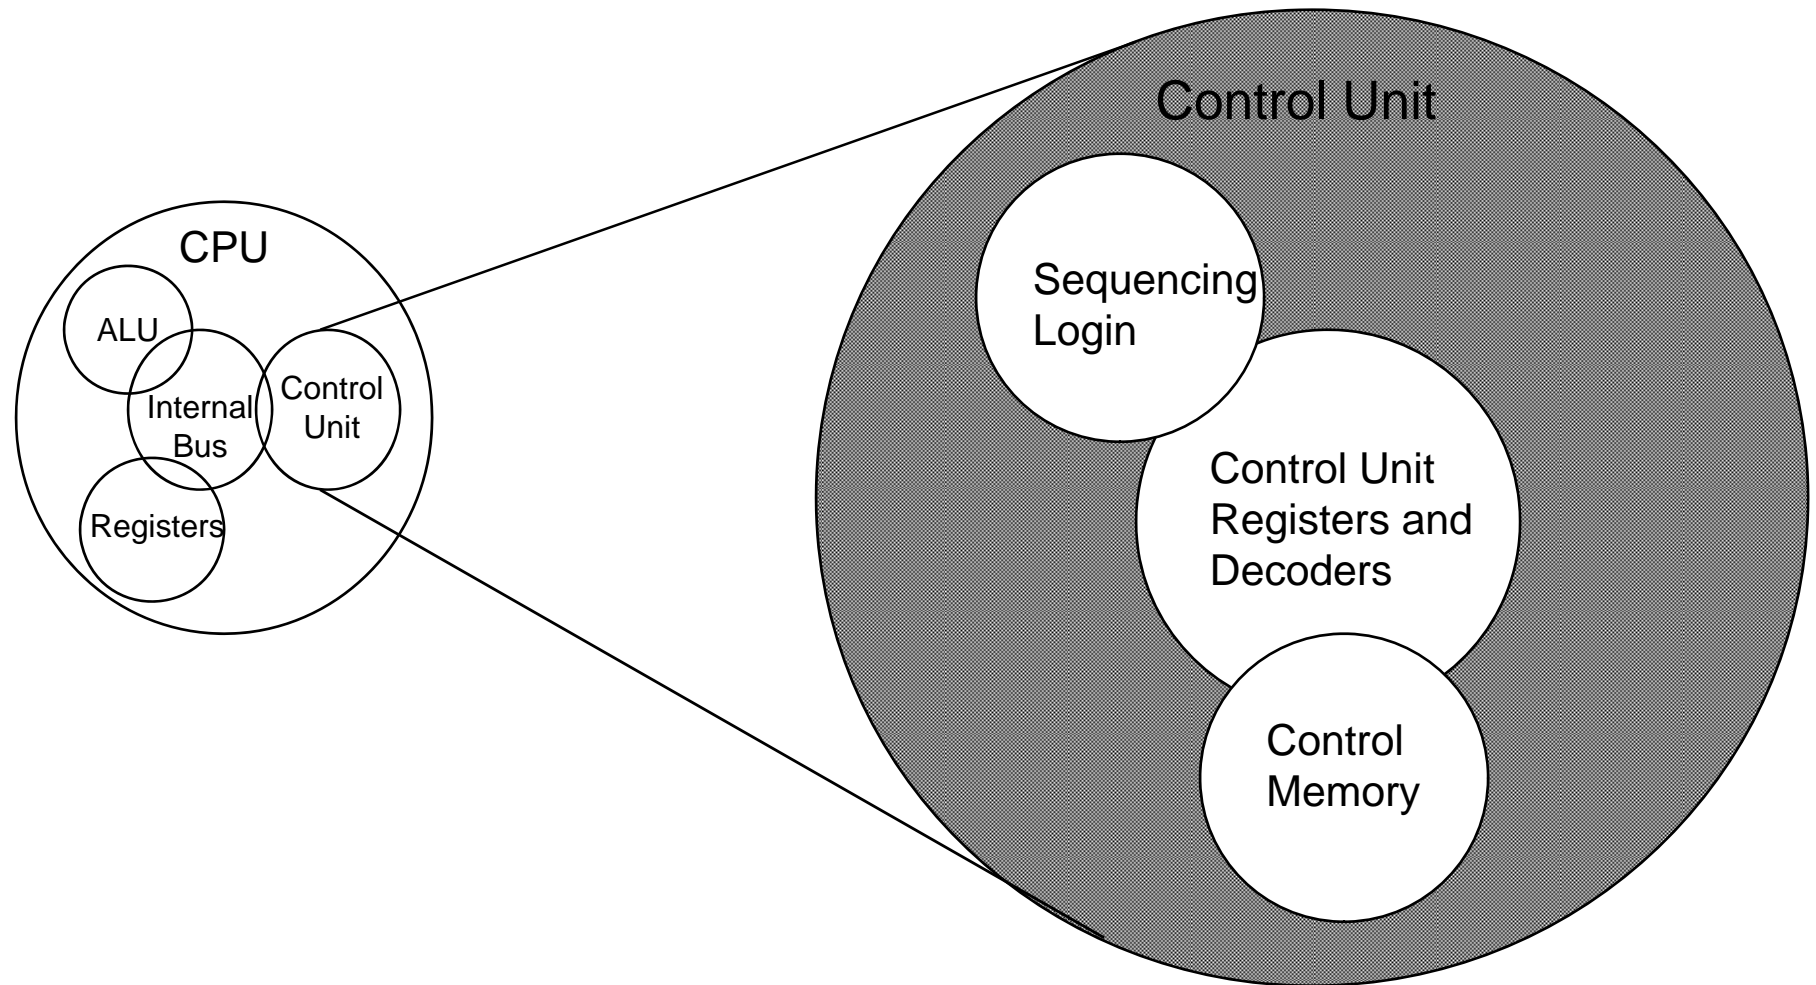 CPU
ALU
Internal
Bus
Control
Unit
Registers
Control Unit
Sequencing
Login
Control Unit
Registers and
Decoders
Control
Memory